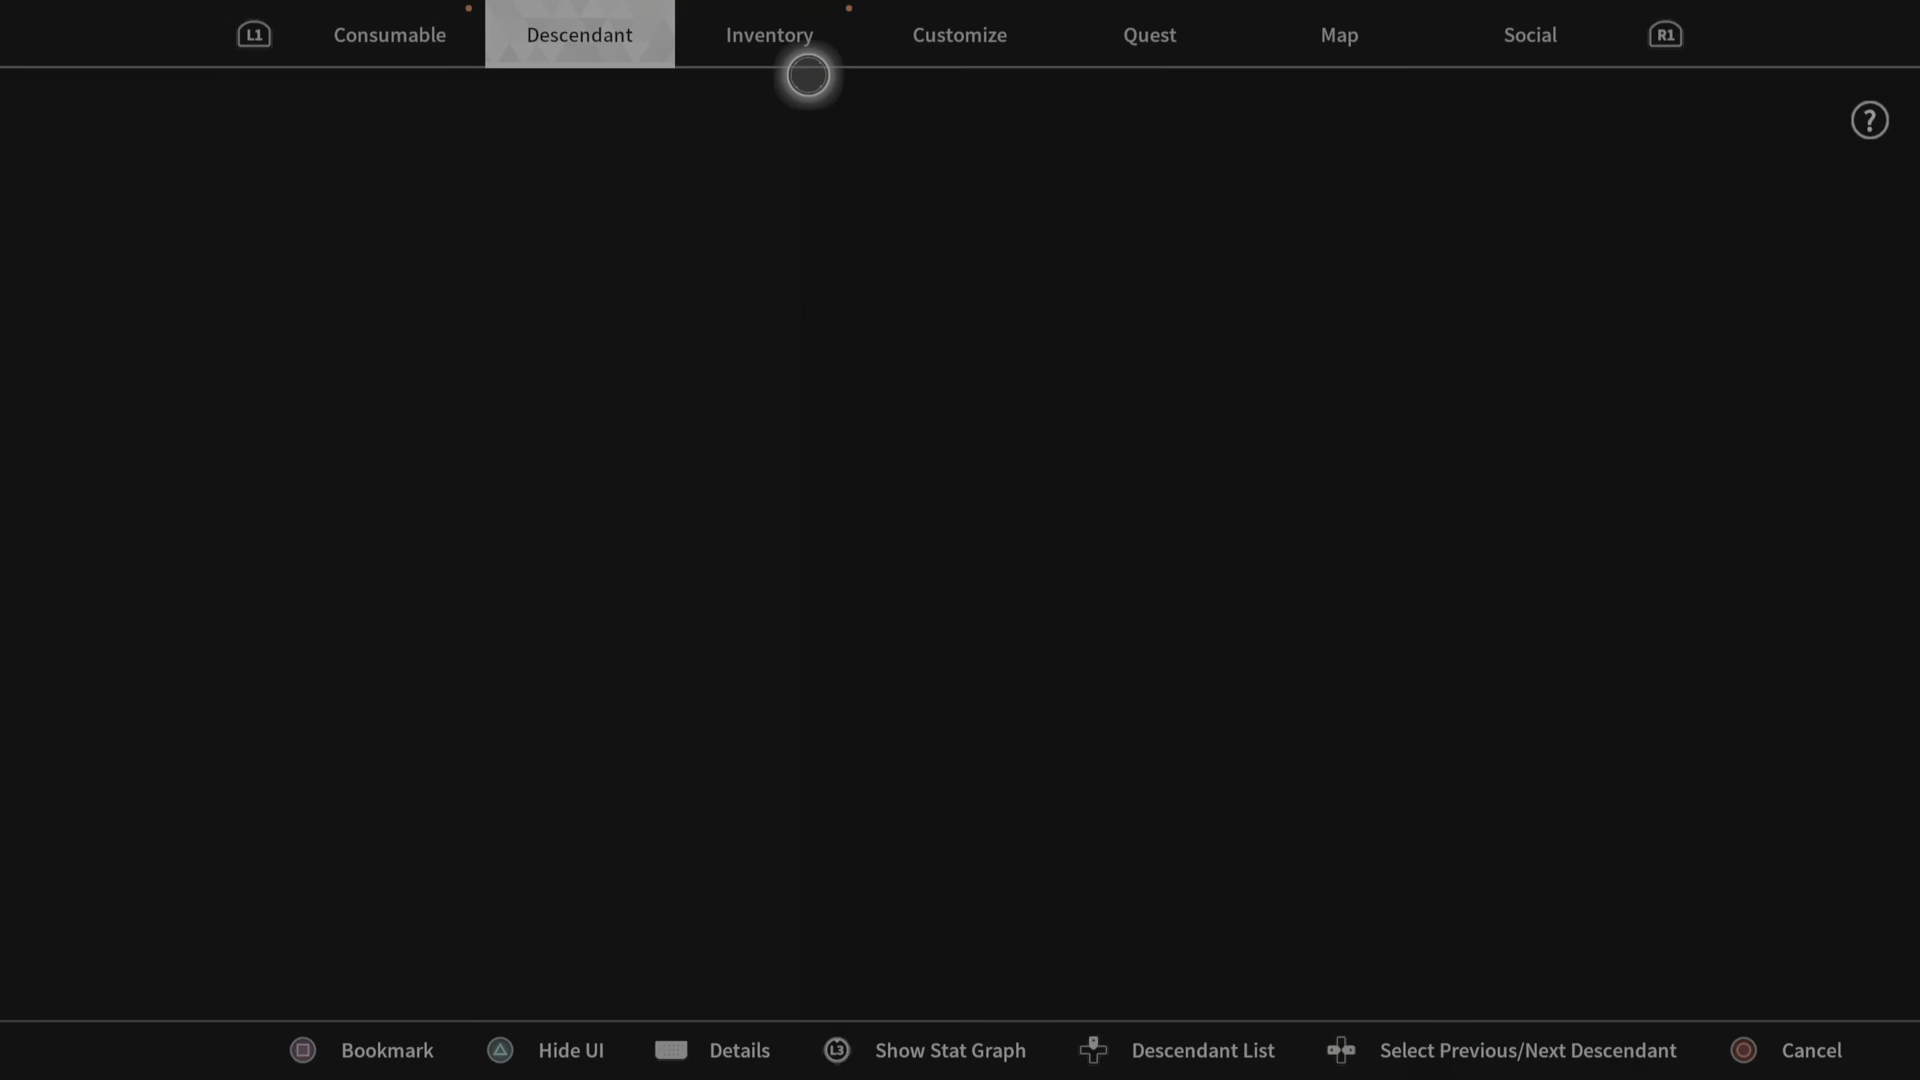 L1 Consumable Descendant Inventory Customize Quest Map Social R1
?
Bookmark Hide UI Details L3 Show Stat Graph Descendant List Select Previous/Next Descendant Cancel